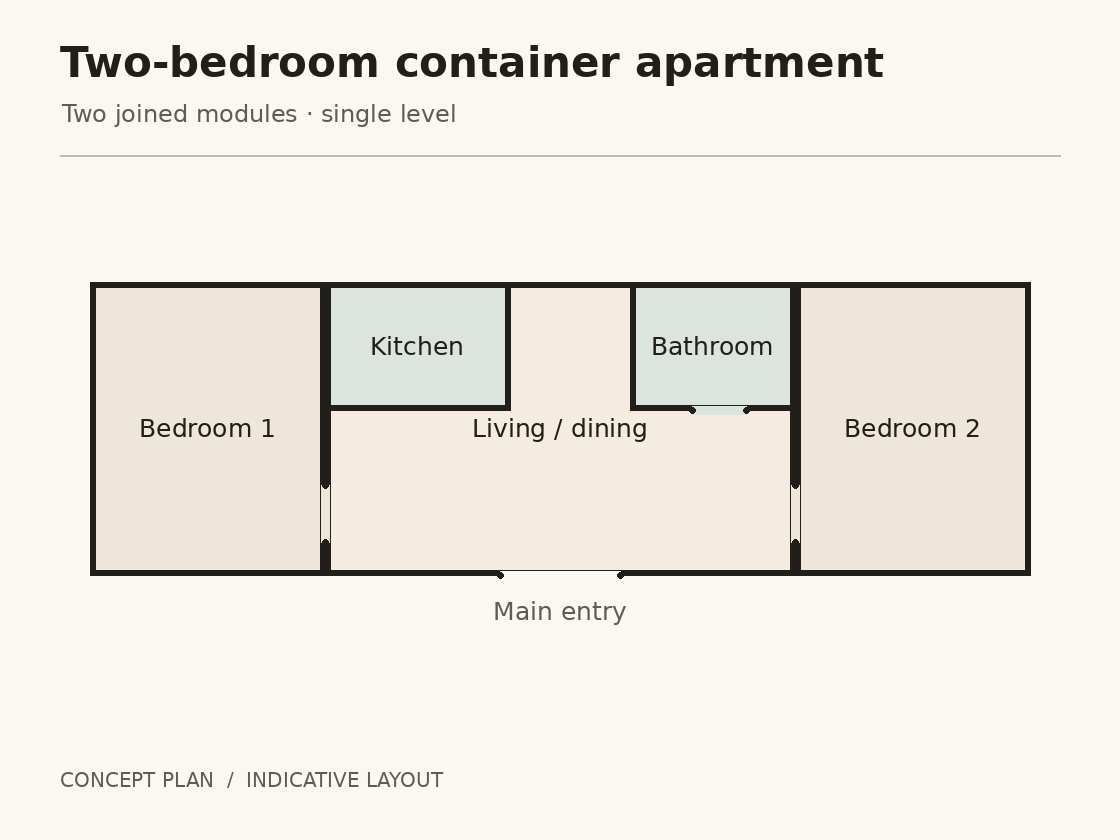 Two-bedroom container apartment
Two joined modules · single level
Kitchen
Bathroom
Bedroom 1
Living / dining
Bedroom 2
Main entry
CONCEPT PLAN / INDICATIVE LAYOUT